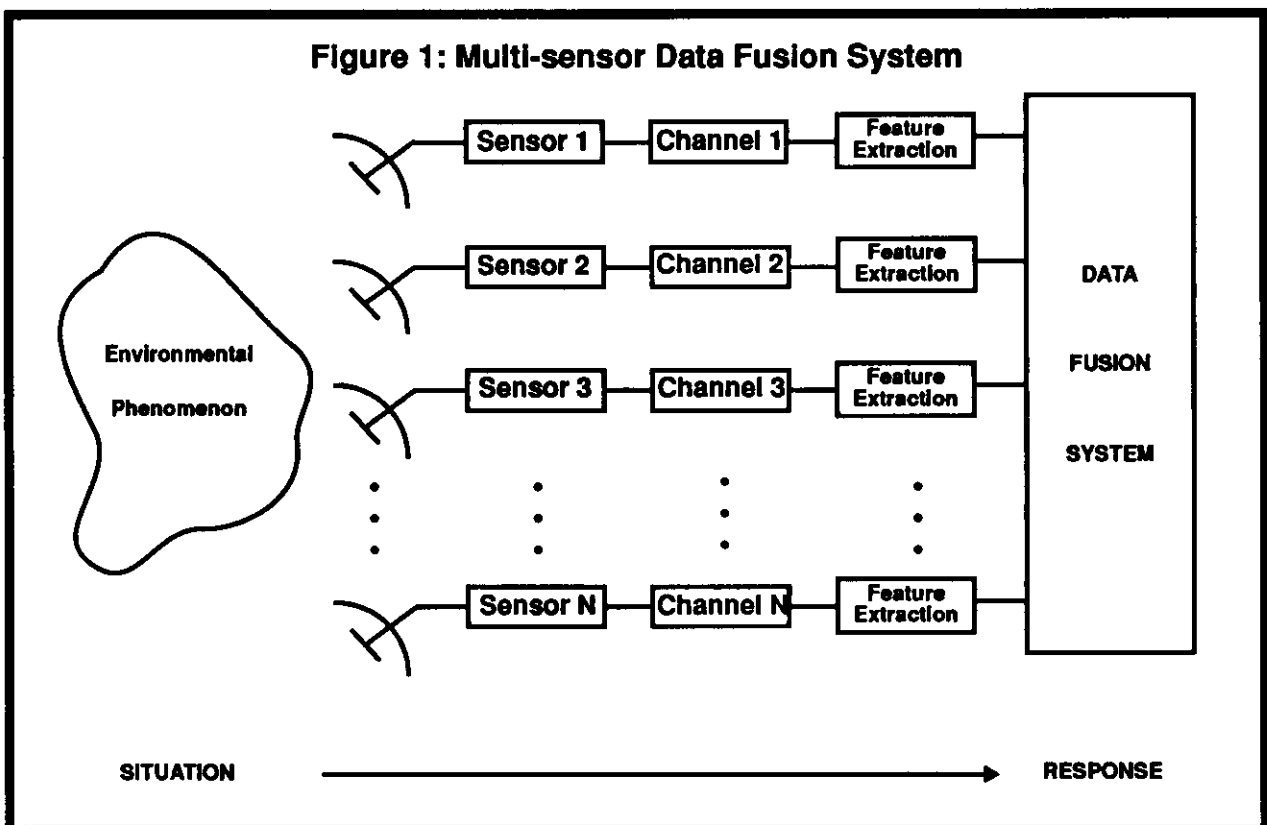 Figure 1: Multi-sensor Data Fusion System
Sensor 1
Channel 1
Feature
Extraction
Sensor 2
Channel 2
Feature
Extraction
Environmental
Phenomenon
Sensor 3
Channel 3
Feature
Extraction
Sensor N
Channel N
Feature
Extraction
DATA
FUSION
SYSTEM
SITUATION
RESPONSE